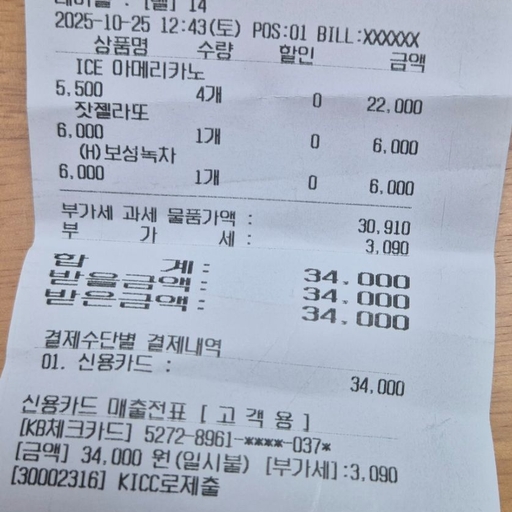 테이블 : [홀] 14
2025-10-25 12:43(토) POS:01 BILL:XXXXXX
상품명 수량 할인 금액
ICE 아메리카노
5,500 4개 0 22,000
잣젤라또
6,000 1개 0 6,000
(H)보성녹차
6,000 1개 0 6,000
부가세 과세 물품가액 : 30,910
부 가 세 : 3,090
합 계 : 34,000
받을금액 : 34,000
받은금액 : 34,000
결제수단별 결제내역
01. 신용카드 : 34,000
신용카드 매출전표 [ 고 객 용 ]
[KB체크카드] 5272-8961-****-037*
[금액] 34,000 원(일시불) [부가세]:3,090
[30002316] KICC로제출